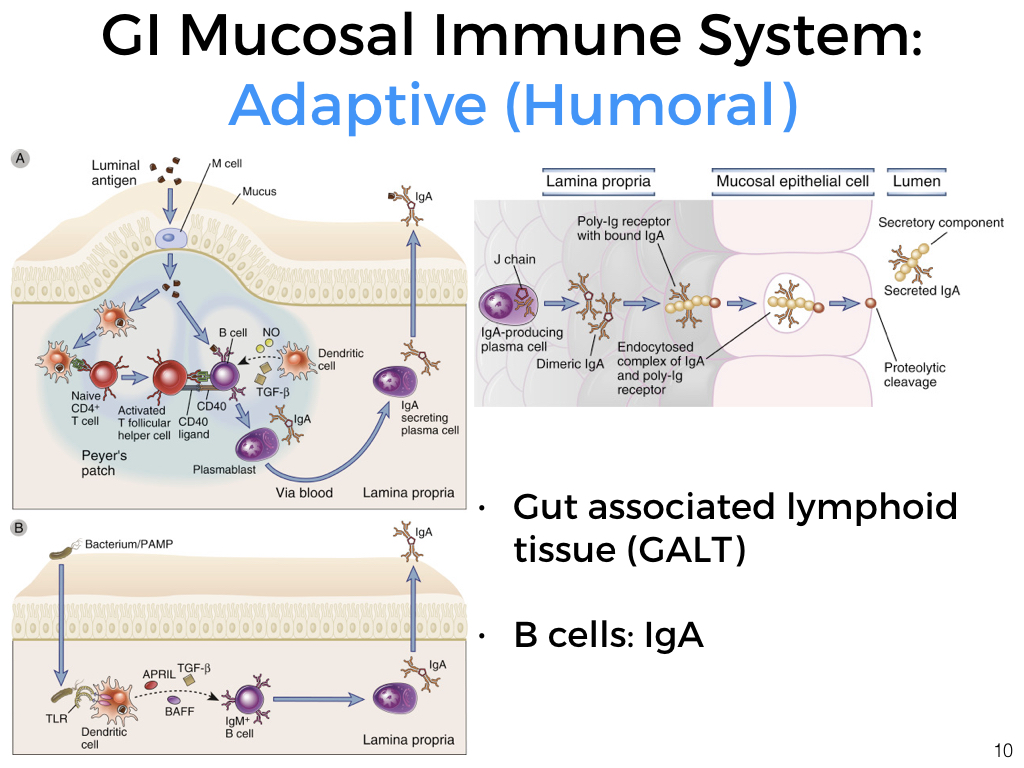 GI Mucosal Immune System:
Adaptive (Humoral)
A
Luminal
antigen
M cell
Mucus
IgA
B cell
NO
Dendritic
cell
TGF-β
Naive
CD4+
T cell
Activated
T follicular
helper cell
CD40
ligand
CD40
IgA
IgA
secreting
plasma cell
Peyer's
patch
Plasmablast
Via blood
Lamina propria
B
Bacterium/PAMP
IgA
APRIL
TGF-β
BAFF
TLR
Dendritic
cell
IgM+
B cell
IgA
Lamina propria
Lamina propria
Mucosal epithelial cell
Lumen
Poly-Ig receptor
with bound IgA
Secretory component
J chain
Secreted IgA
IgA-producing
plasma cell
Dimeric IgA
Endocytosed
complex of IgA
and poly-Ig
receptor
Proteolytic
cleavage
• Gut associated lymphoid
tissue (GALT)
• B cells: IgA
10